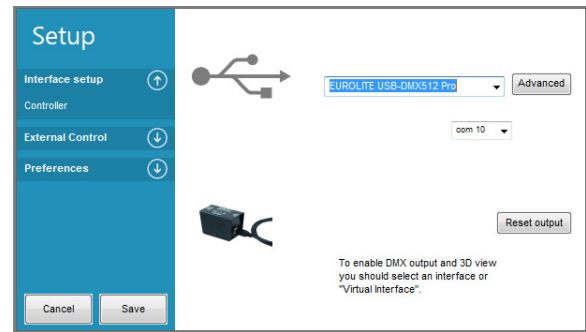 Setup
Interface setup
Controller
External Control
Preferences
Cancel
Save
EUROLITE USB-DMX512 Pro
Advanced
com 10
Reset output
To enable DMX output and 3D view
you should select an interface or
"Virtual Interface".